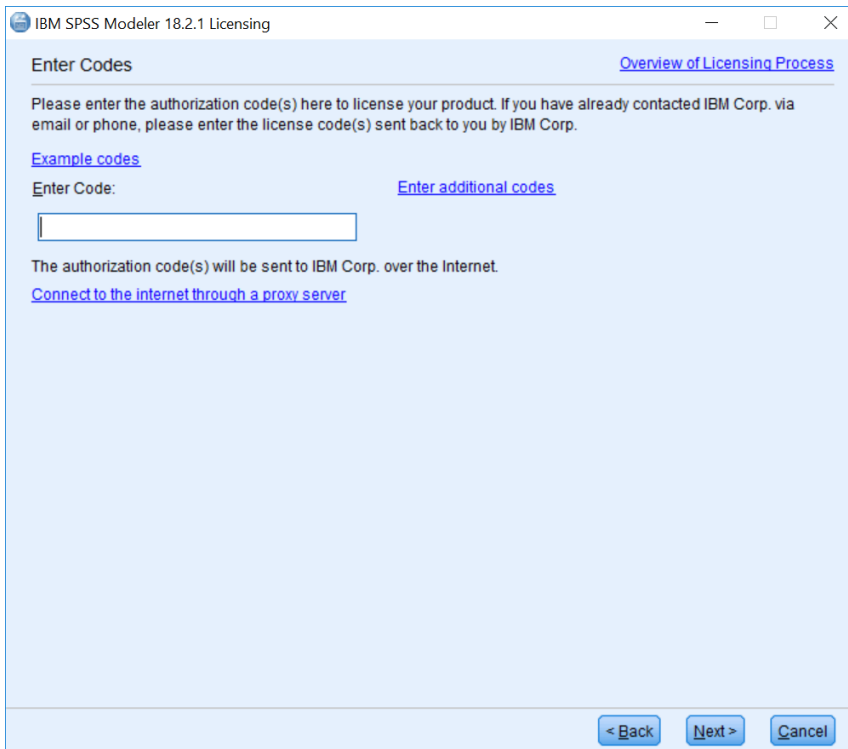 IBM SPSS Modeler 18.2.1 Licensing
Enter Codes
Overview of Licensing Process
Please enter the authorization code(s) here to license your product. If you have already contacted IBM Corp. via
email or phone, please enter the license code(s) sent back to you by IBM Corp.
Example codes
Enter Code:
Enter additional codes
The authorization code(s) will be sent to IBM Corp. over the Internet.
Connect to the internet through a proxy server
< Back
Next >
Cancel